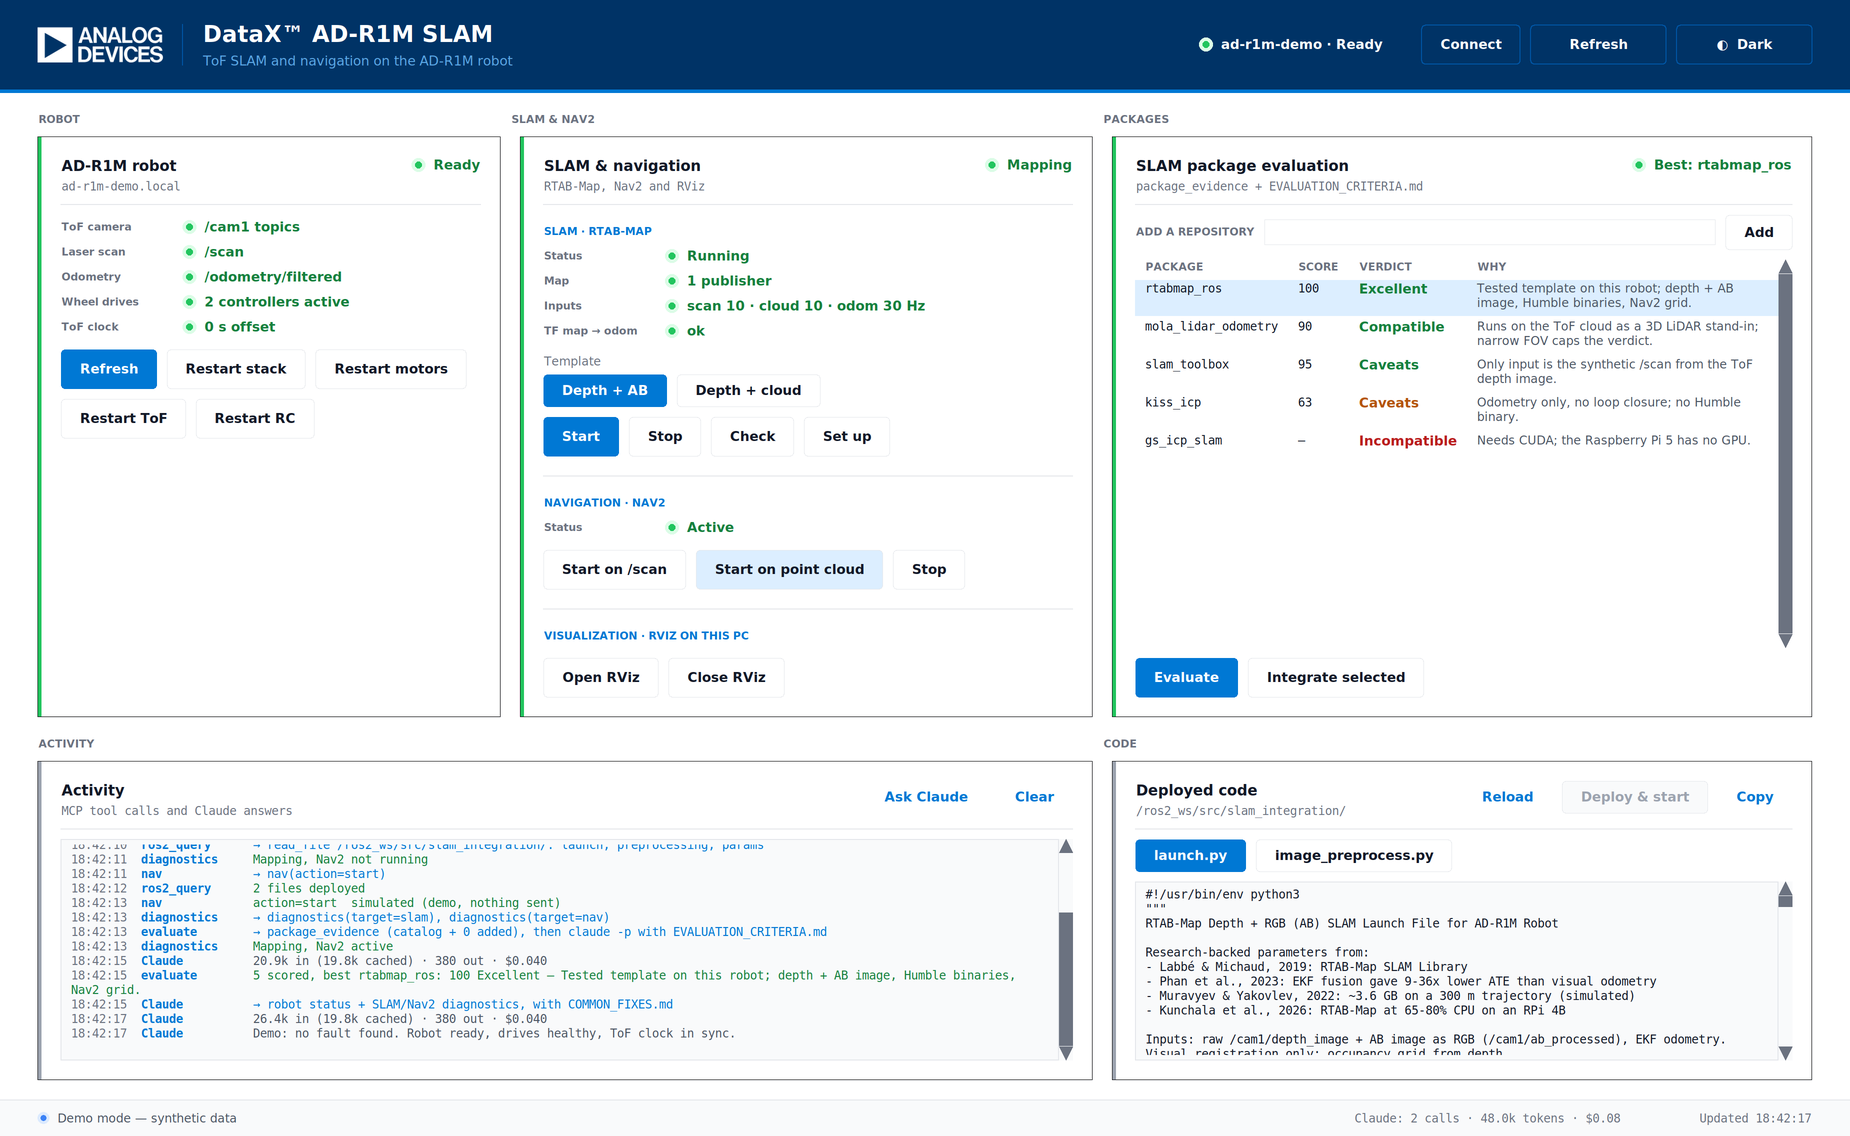 ANALOG
DEVICES
DataX™ AD-R1M SLAM
ToF SLAM and navigation on the AD-R1M robot
ad-r1m-demo · Ready
Connect
Refresh
◐ Dark
ROBOT
AD-R1M robot
Ready
ad-r1m-demo.local
ToF camera /cam1 topics
Laser scan /scan
Odometry /odometry/filtered
Wheel drives 2 controllers active
ToF clock 0 s offset
Refresh
Restart stack
Restart motors
Restart ToF
Restart RC
SLAM & NAV2
SLAM & navigation
Mapping
RTAB-Map, Nav2 and RViz
SLAM · RTAB-MAP
Status Running
Map 1 publisher
Inputs scan 10 · cloud 10 · odom 30 Hz
TF map → odom ok
Template
Depth + AB
Depth + cloud
Start
Stop
Check
Set up
NAVIGATION · NAV2
Status Active
Start on /scan
Start on point cloud
Stop
VISUALIZATION · RVIZ ON THIS PC
Open RViz
Close RViz
PACKAGES
SLAM package evaluation
Best: rtabmap_ros
package_evidence + EVALUATION_CRITERIA.md
ADD A REPOSITORY
Add
PACKAGE SCORE VERDICT WHY
rtabmap_ros 100 Excellent Tested template on this robot; depth + AB
image, Humble binaries, Nav2 grid.
mola_lidar_odometry 90 Compatible Runs on the ToF cloud as a 3D LiDAR stand-in;
narrow FOV caps the verdict.
slam_toolbox 95 Caveats Only input is the synthetic /scan from the ToF
depth image.
kiss_icp 63 Caveats Odometry only, no loop closure; no Humble
binary.
gs_icp_slam – Incompatible Needs CUDA; the Raspberry Pi 5 has no GPU.
Evaluate
Integrate selected
ACTIVITY
Activity
Ask Claude
Clear
MCP tool calls and Claude answers
18:42:10 ros2_query → read_file /ros2_ws/src/slam_integration/: launch, preprocessing, params
18:42:11 diagnostics Mapping, Nav2 not running
18:42:11 nav → nav(action=start)
18:42:12 ros2_query 2 files deployed
18:42:13 nav action=start simulated (demo, nothing sent)
18:42:13 diagnostics → diagnostics(target=slam), diagnostics(target=nav)
18:42:13 evaluate → package_evidence (catalog + 0 added), then claude -p with EVALUATION_CRITERIA.md
18:42:13 diagnostics Mapping, Nav2 active
18:42:15 Claude 20.9k in (19.8k cached) · 380 out · $0.040
18:42:15 evaluate 5 scored, best rtabmap_ros: 100 Excellent — Tested template on this robot; depth + AB image, Humble binaries,
Nav2 grid.
18:42:15 Claude → robot status + SLAM/Nav2 diagnostics, with COMMON_FIXES.md
18:42:17 Claude 26.4k in (19.8k cached) · 380 out · $0.040
18:42:17 Claude Demo: no fault found. Robot ready, drives healthy, ToF clock in sync.
CODE
Deployed code
Reload
Deploy & start
Copy
/ros2_ws/src/slam_integration/
launch.py
image_preprocess.py
#!/usr/bin/env python3
"""
RTAB-Map Depth + RGB (AB) SLAM Launch File for AD-R1M Robot
Research-backed parameters from:
- Labbé & Michaud, 2019: RTAB-Map SLAM Library
- Phan et al., 2023: EKF fusion gave 9-36x lower ATE than visual odometry
- Muravyev & Yakovlev, 2022: ~3.6 GB on a 300 m trajectory (simulated)
- Kunchala et al., 2026: RTAB-Map at 65-80% CPU on an RPi 4B
Inputs: raw /cam1/depth_image + AB image as RGB (/cam1/ab_processed), EKF odometry.
Visual registration only; occupancy grid from depth.
Demo mode — synthetic data
Claude: 2 calls · 48.0k tokens · $0.08
Updated 18:42:17